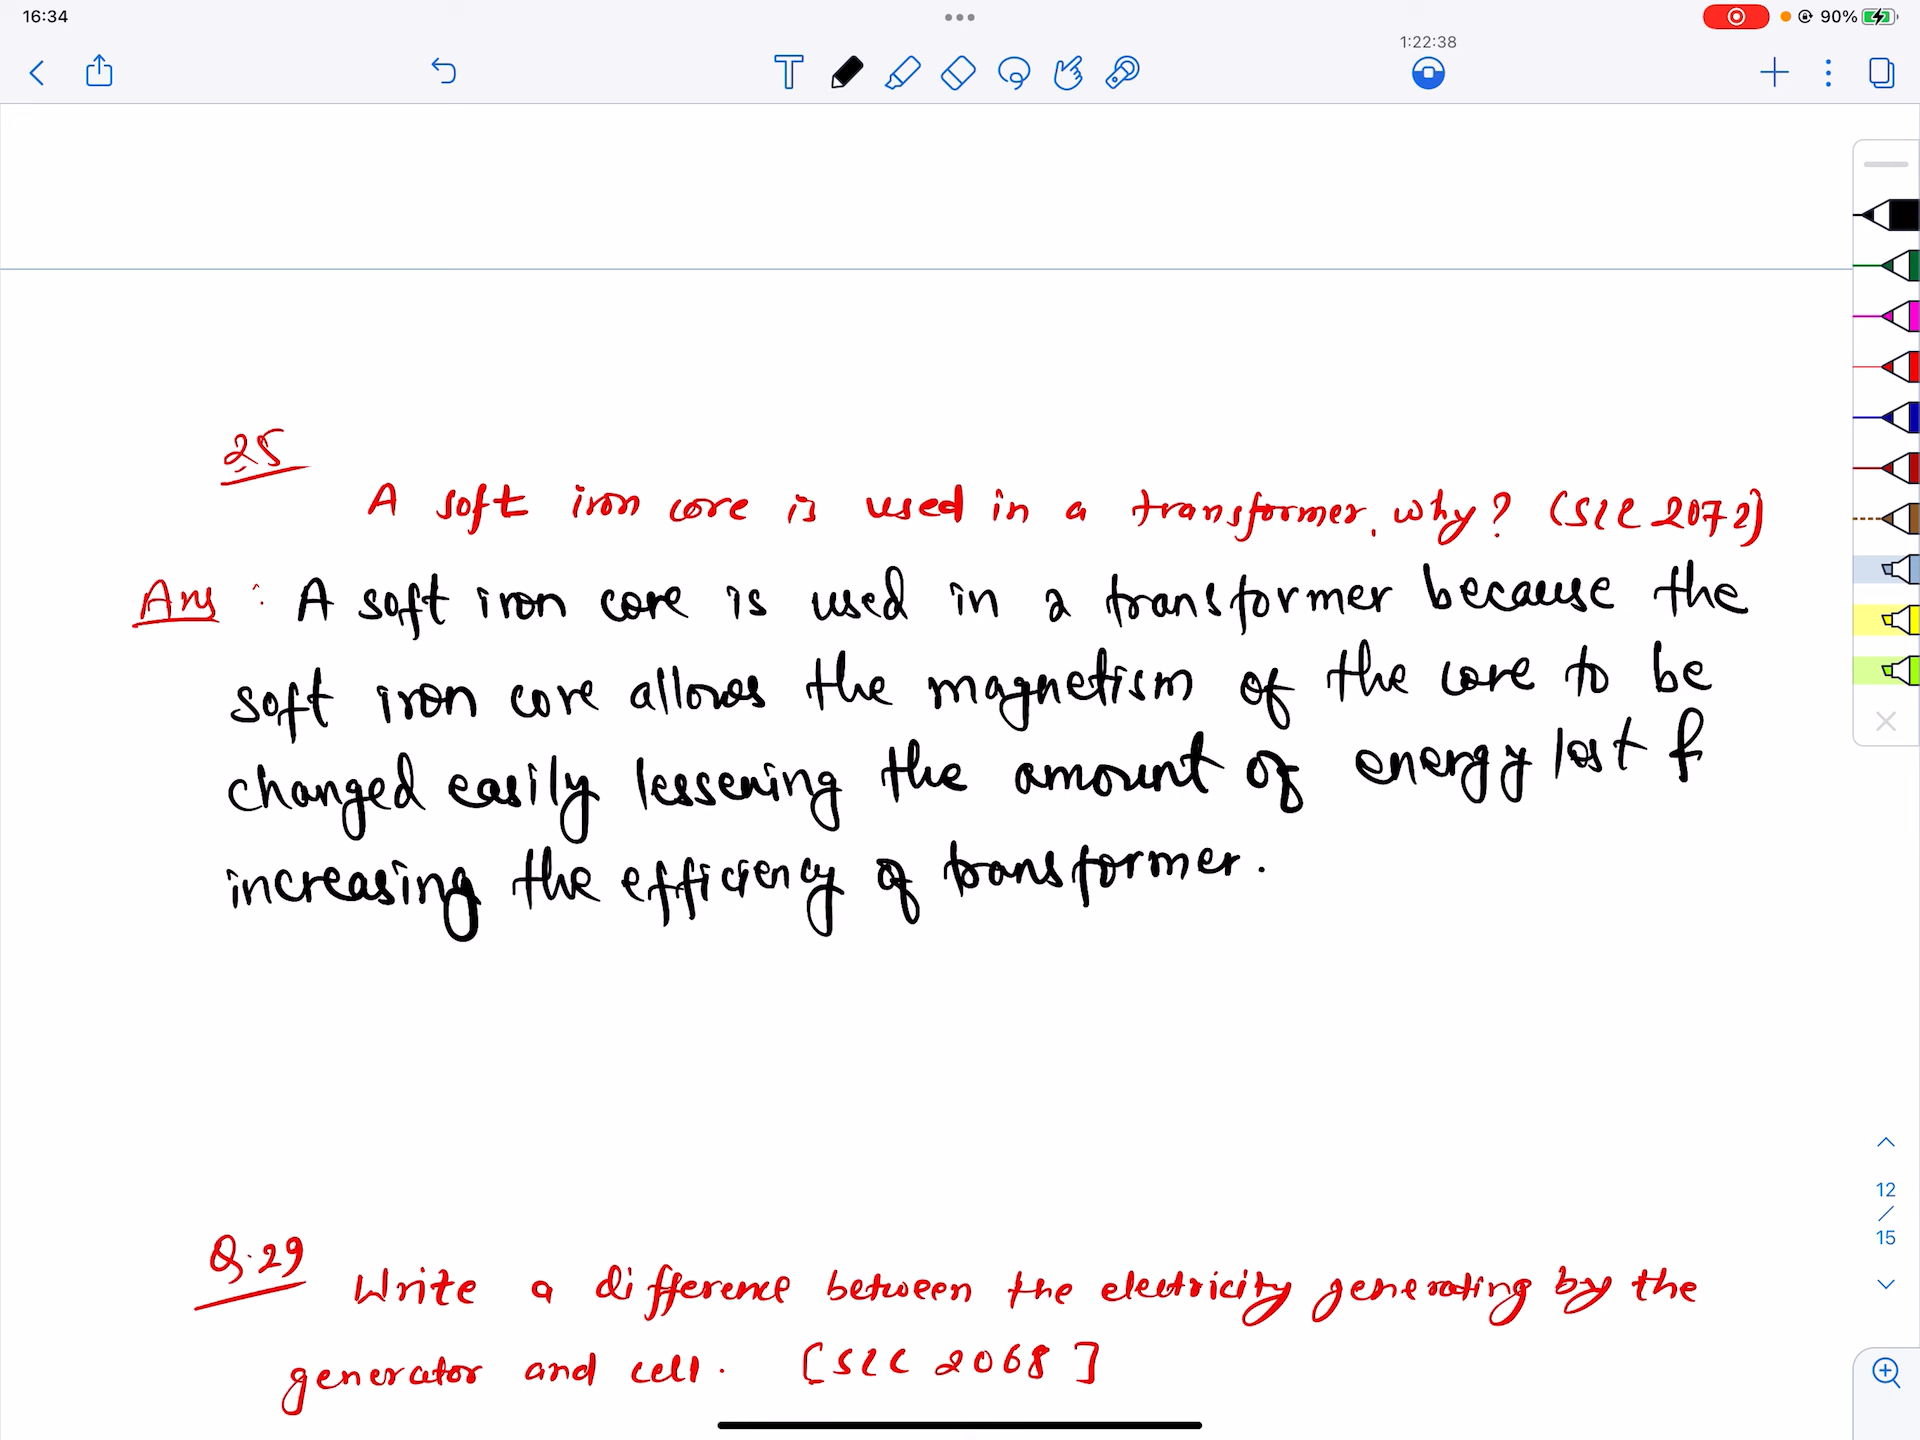 16:34
90%
1:22:38
25
A soft iron core is used in a transformer, why? (SLC 2072)
Ans : A soft iron core is used in a transformer because the
soft iron core allows the magnetism of the core to be
changed easily lessening the amount of energy lost &
increasing the efficiency of transformer.
12
/
15
Q.29 Write a difference between the electricity generating by the
generator and cell. [SLC 2068]